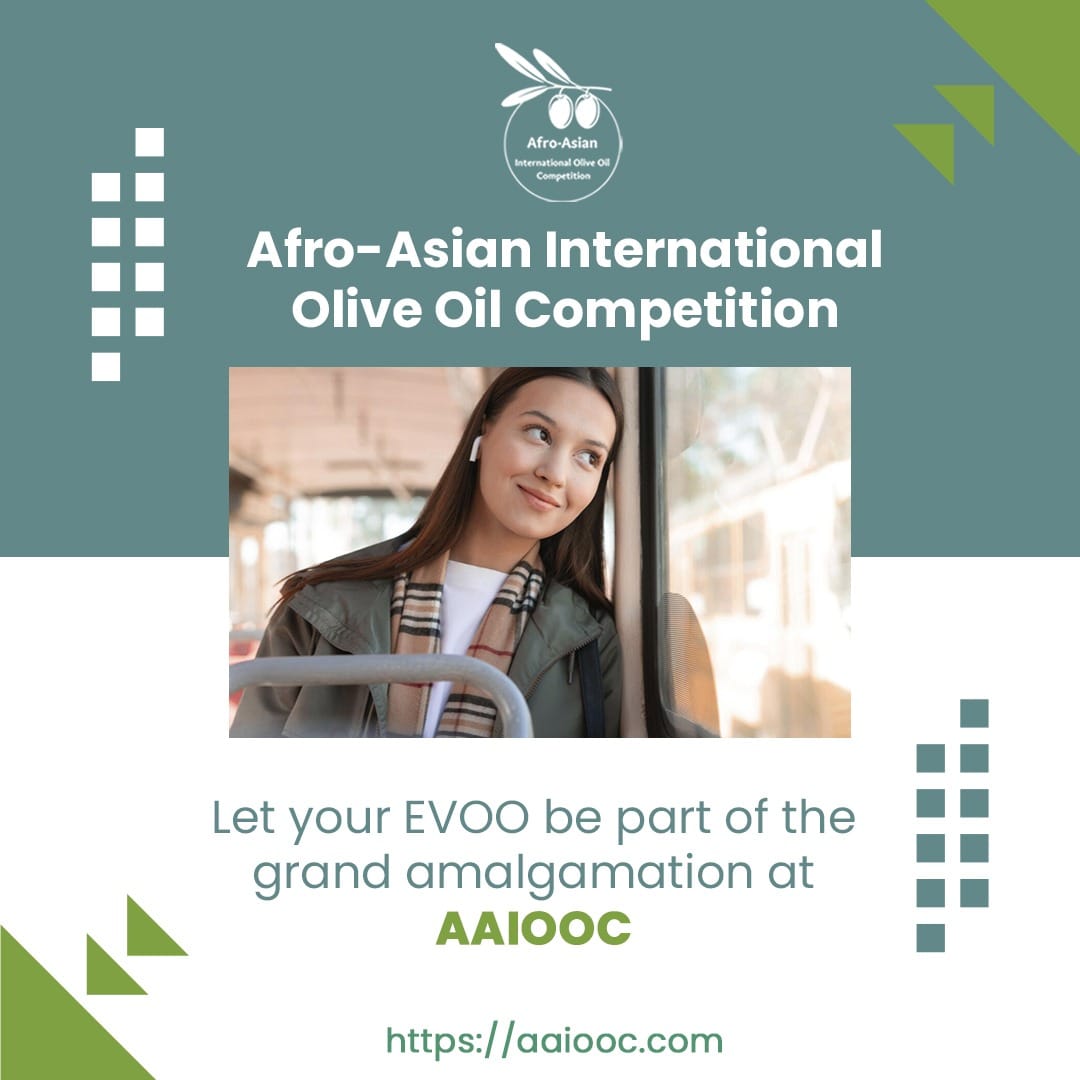 Afro-Asian
International Olive Oil
Competition
Afro-Asian International
Olive Oil Competition
Let your EVOO be part of the
grand amalgamation at
AAIOOC
https://aaiooc.com